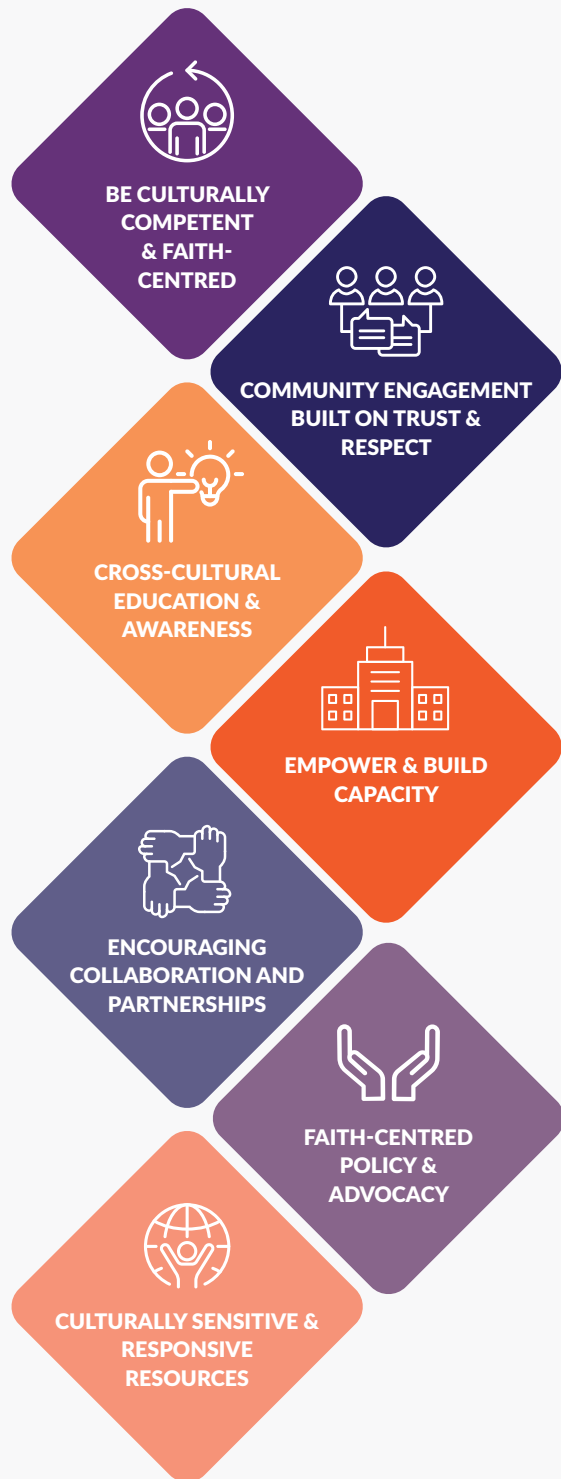 BE CULTURALLY
COMPETENT
& FAITH-
CENTRED
COMMUNITY ENGAGEMENT
BUILT ON TRUST &
RESPECT
CROSS-CULTURAL
EDUCATION &
AWARENESS
EMPOWER & BUILD
CAPACITY
ENCOURAGING
COLLABORATION AND
PARTNERSHIPS
FAITH-CENTRED
POLICY &
ADVOCACY
CULTURALLY SENSITIVE &
RESPONSIVE
RESOURCES